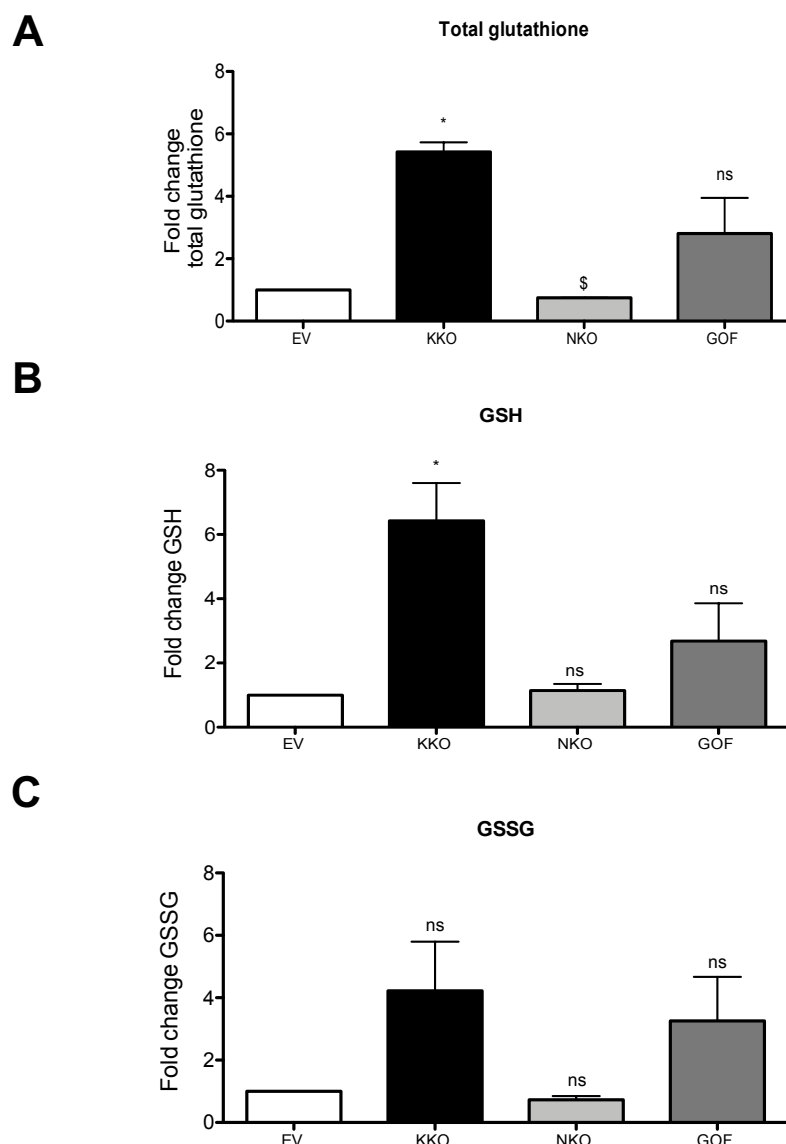 A
Total glutathione
Fold change
total glutathione
8
6
4
2
0
*
$
ns
EV KKO NKO GOF
B
GSH
Fold change GSH
8
6
4
2
0
*
ns
ns
EV KKO NKO GOF
C
GSSG
Fold change GSSG
8
6
4
2
0
ns
ns
ns
EV KKO NKO GOF